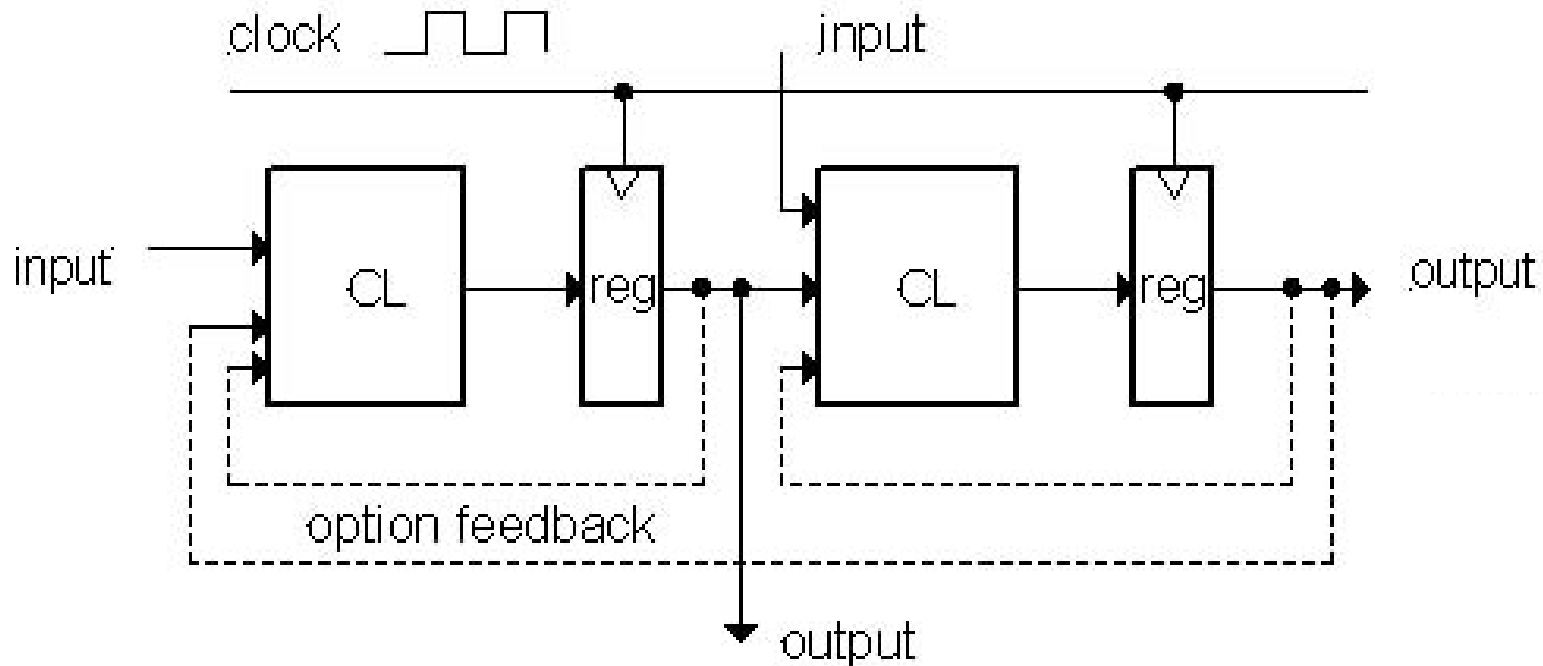 clock
input
input
CL
reg
CL
reg
output
option feedback
output